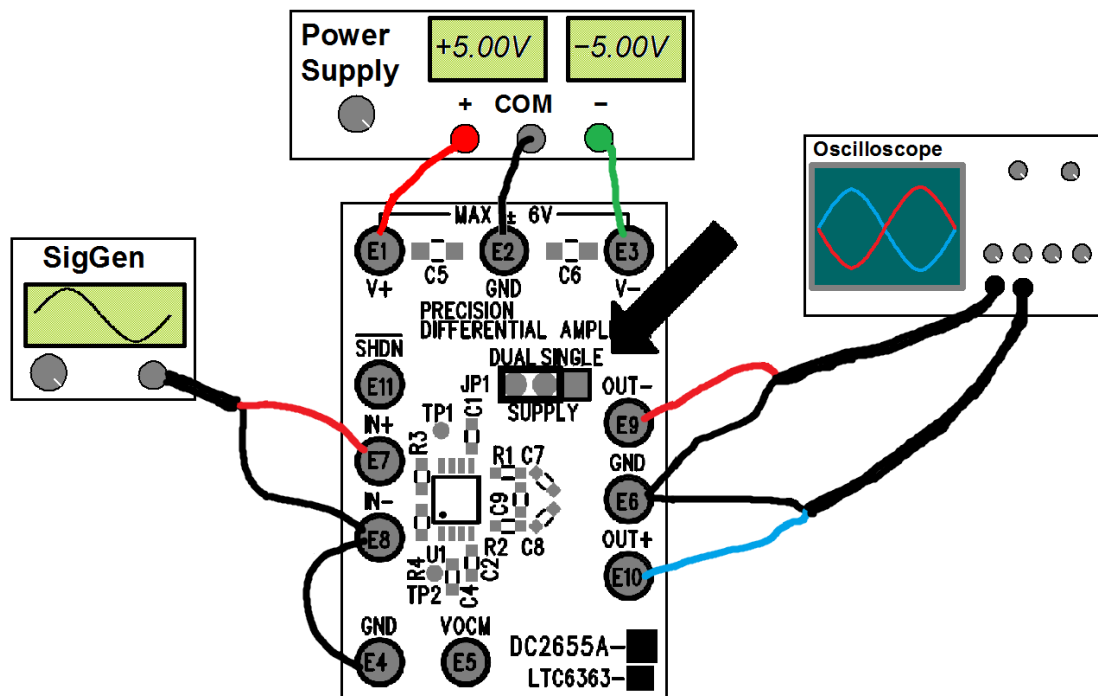 Power
Supply
+5.00V
−5.00V
+ COM −
SigGen
Oscilloscope
MAX ± 6V
E1
E2
E3
C5
C6
V+
GND
V-
PRECISION
DIFFERENTIAL
SHDN
E11
DUAL SINGLE
JP1
SUPPLY
OUT-
E9
IN+
E7
TP1
C1
R3
R1
C7
GND
E6
IN-
E8
C9
R2
C8
OUT+
E10
R4
U1
TP2
C4
C2
GND
E4
VOCM
E5
DC2655A-
LTC6363-